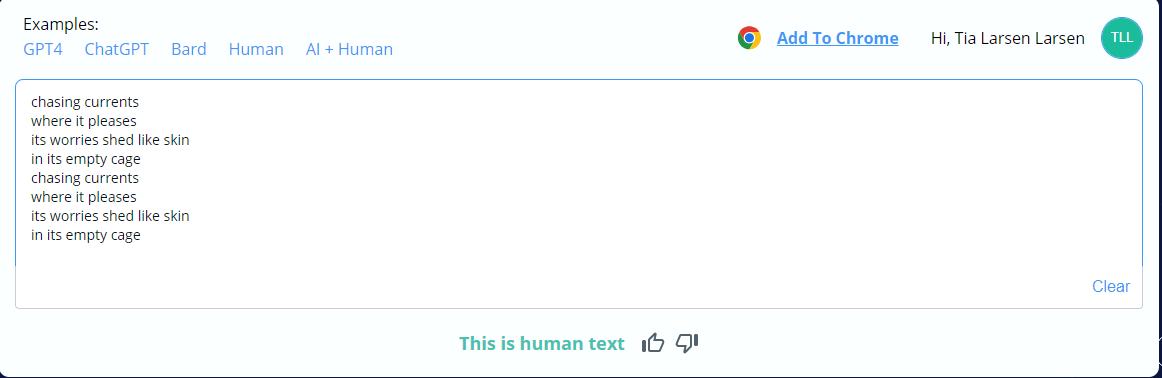 Examples:
GPT4 ChatGPT Bard Human AI + Human
Add To Chrome Hi, Tia Larsen Larsen TLL
chasing currents
where it pleases
its worries shed like skin
in its empty cage
chasing currents
where it pleases
its worries shed like skin
in its empty cage
Clear
This is human text